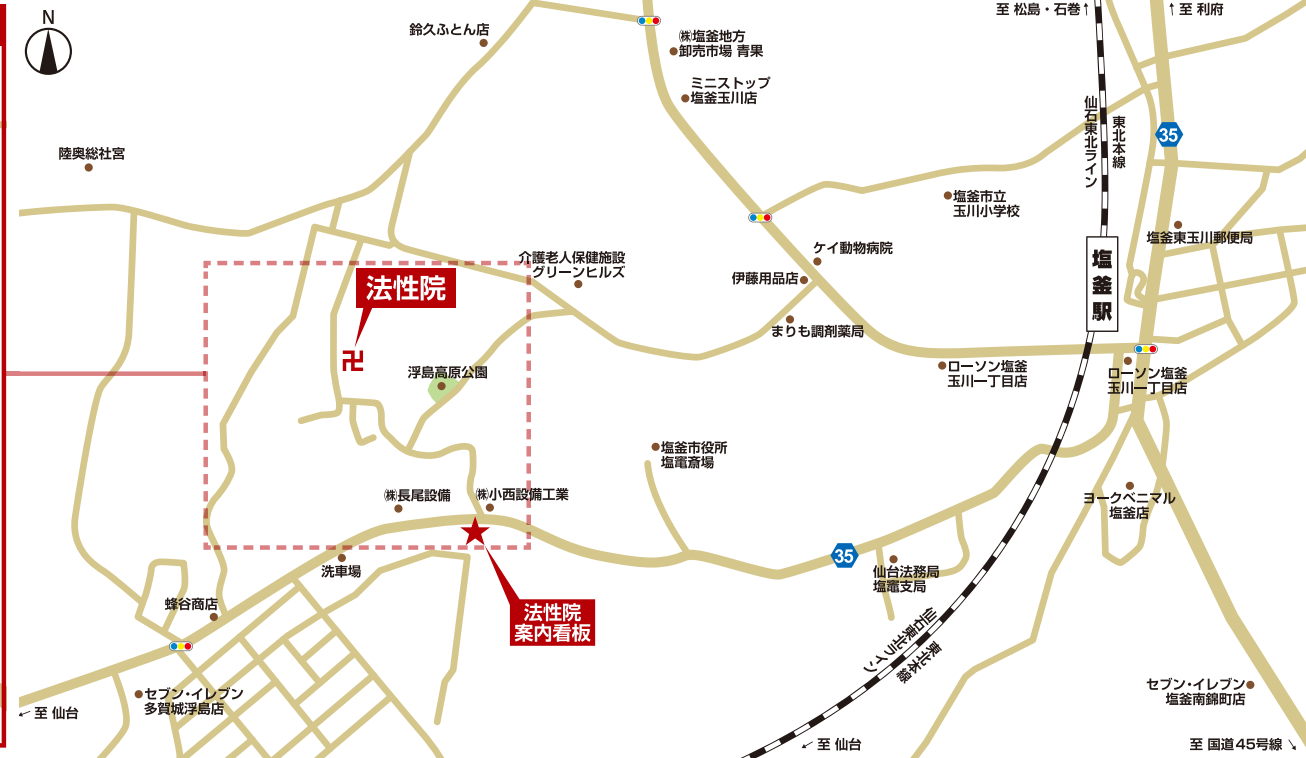 N
鈴久ふとん店
至 松島・石巻↑
↑至 利府
㈱塩釜地方
卸売市場 青果
ミニストップ
塩釜玉川店
仙石東北ライン
東北本線
35
陸奥総社宮
塩釜市立
玉川小学校
塩釜東玉川郵便局
ケイ動物病院
介護老人保健施設
グリーンヒルズ
伊藤用品店
塩釜駅
法性院
卍
まりも調剤薬局
浮島高原公園
ローソン塩釜
玉川一丁目店
ローソン塩釜
玉川一丁目店
塩釜市役所
塩竈斎場
㈱長尾設備
㈱小西設備工業
ヨークベニマル
塩釜店
35
洗車場
仙台法務局
塩竈支局
蜂谷商店
法性院
案内看板
仙石東北ライン
東北本線
セブン・イレブン
多賀城浮島店
セブン・イレブン
塩釜南錦町店
←至 仙台
←至 仙台
至 国道45号線↘